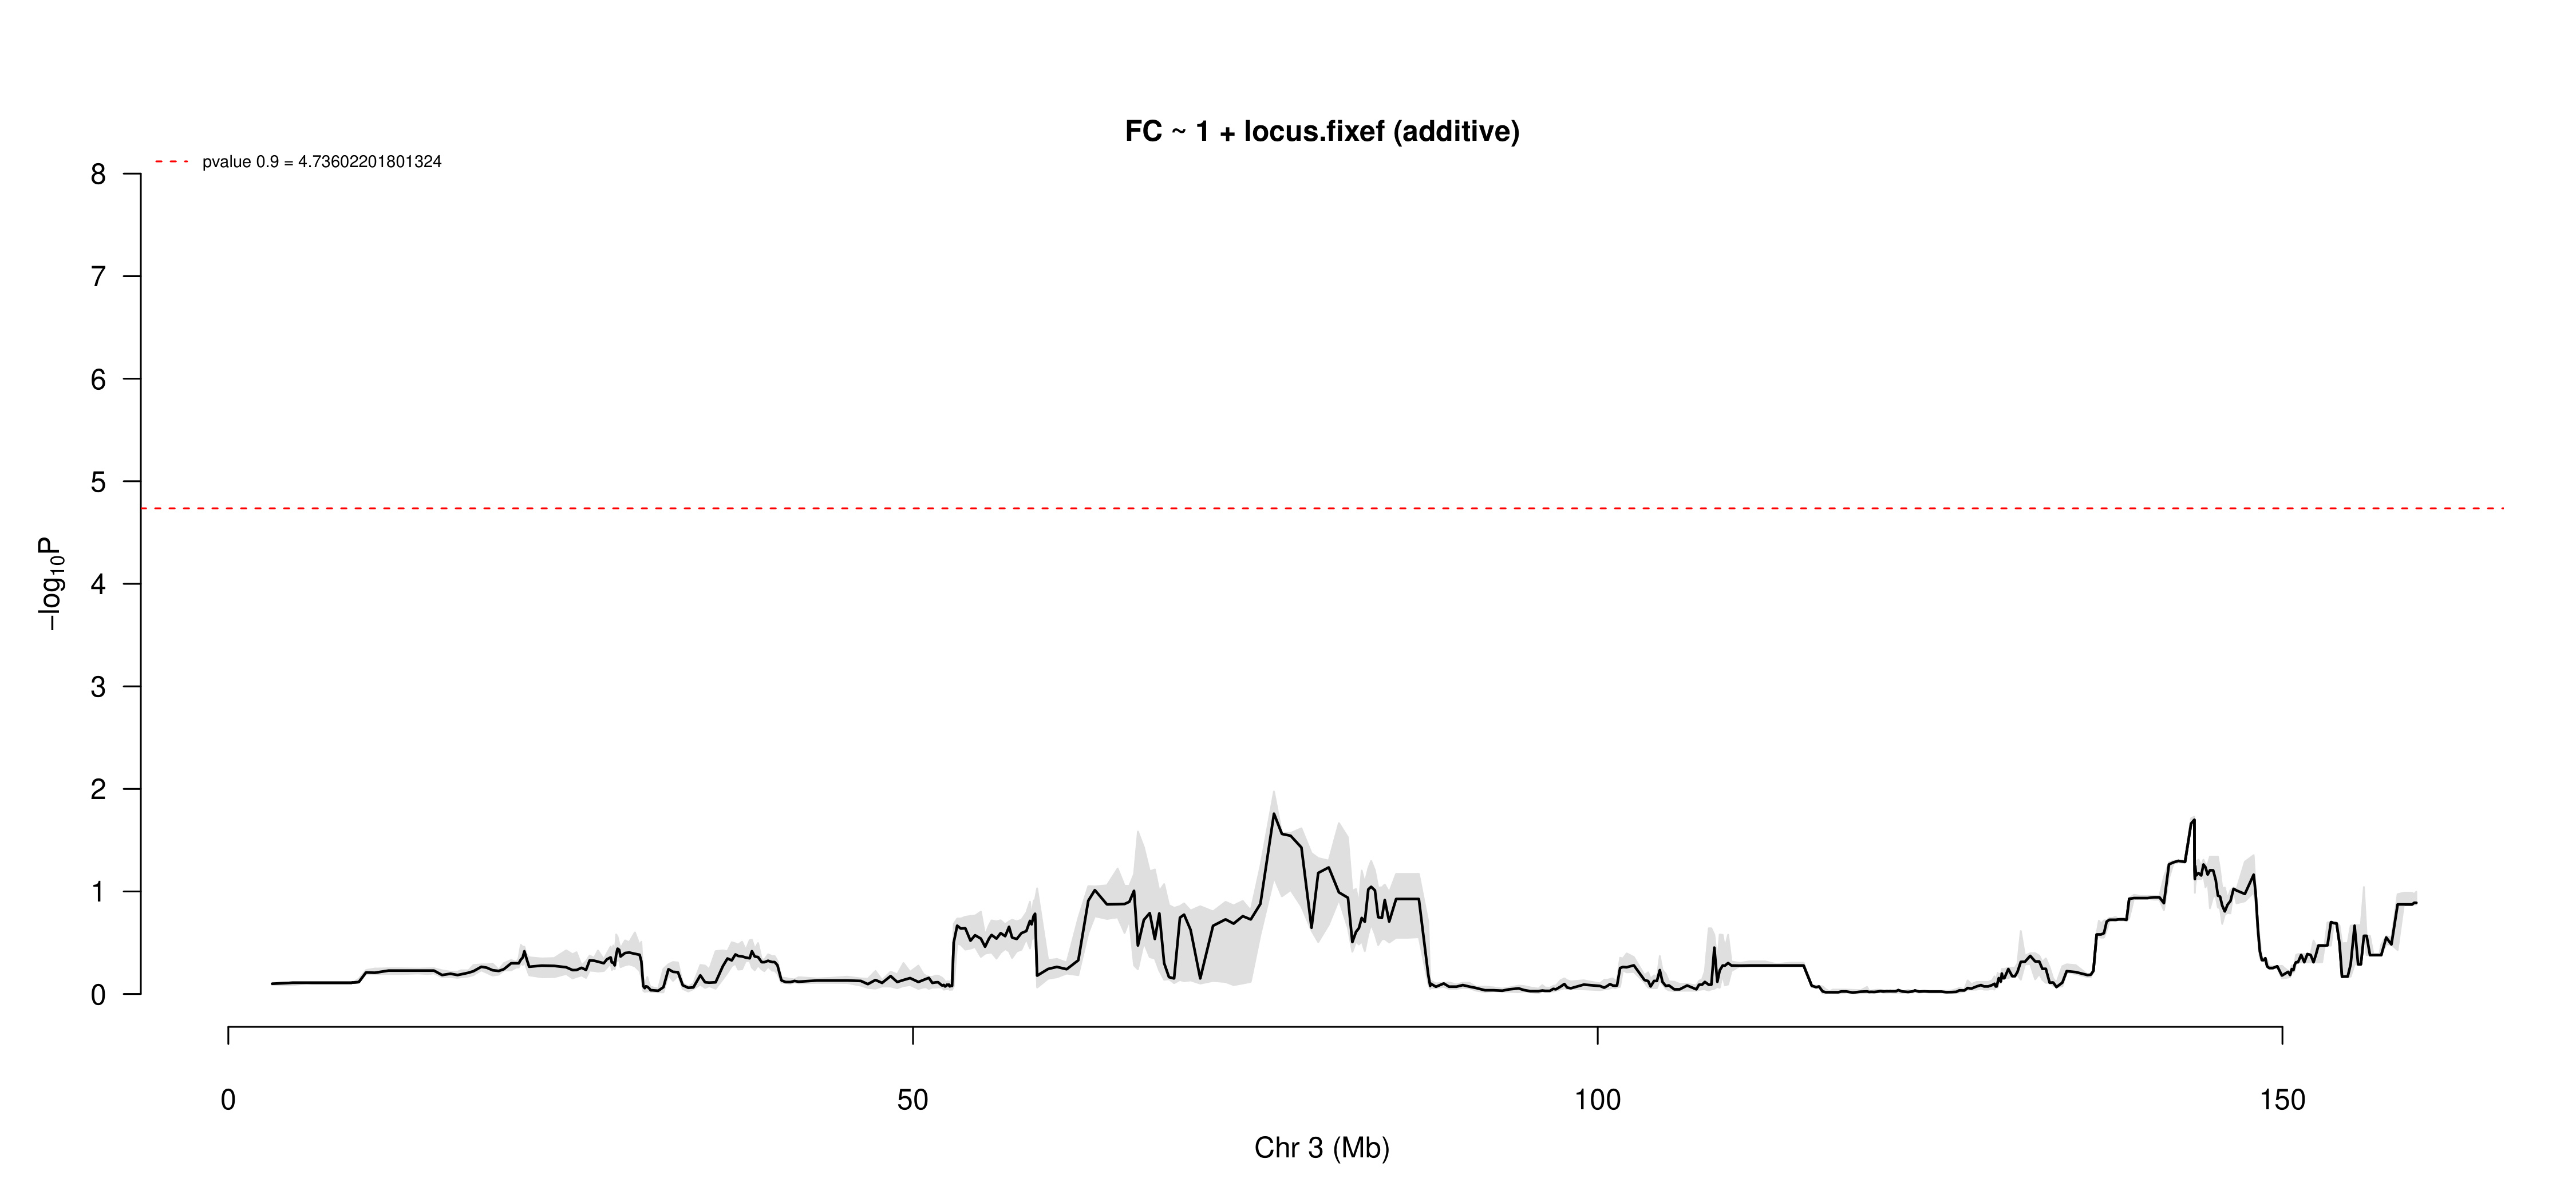 FC ~ 1 + locus.fixef (additive)
pvalue 0.9 = 4.73602201801324
8
7
6
5
4
3
2
1
0
−log10P
0 50 100 150
Chr 3 (Mb)